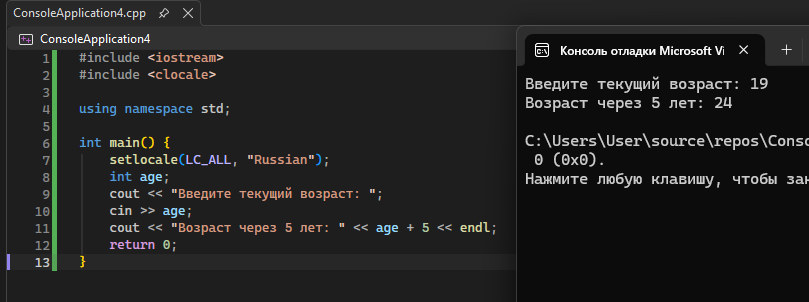 ConsoleApplication4.cpp
ConsoleApplication4
1 #include <iostream>
2 #include <clocale>
3
4 using namespace std;
5
6 int main() {
7 setlocale(LC_ALL, "Russian");
8 int age;
9 cout << "Введите текущий возраст: ";
10 cin >> age;
11 cout << "Возраст через 5 лет: " << age + 5 << endl;
12 return 0;
13 }
Консоль отладки Microsoft Vi
Введите текущий возраст: 19
Возраст через 5 лет: 24
C:\Users\User\source\repos\Conso
0 (0x0).
Нажмите любую клавишу, чтобы зак